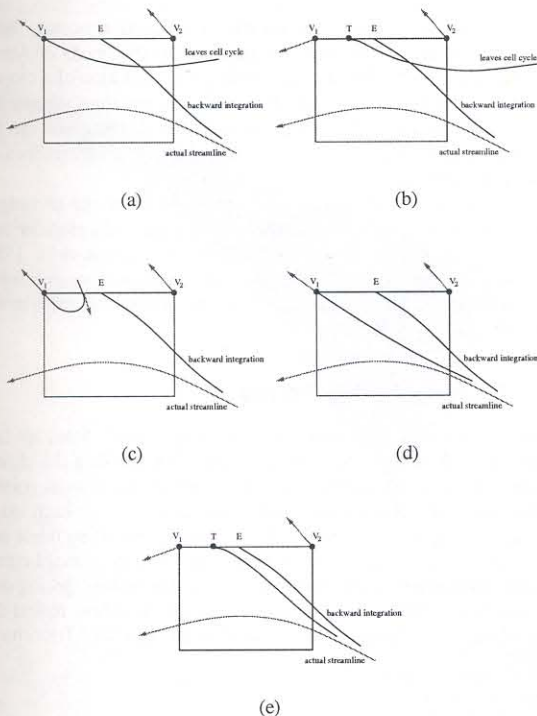 V1 E V2
leaves cell cycle
backward integration
actual streamline
(a)
V1 T E V2
leaves cell cycle
backward integration
actual streamline
(b)
V1 E V2
backward integration
actual streamline
(c)
V1 E V2
backward integration
actual streamline
(d)
V1 T E V2
backward integration
actual streamline
(e)